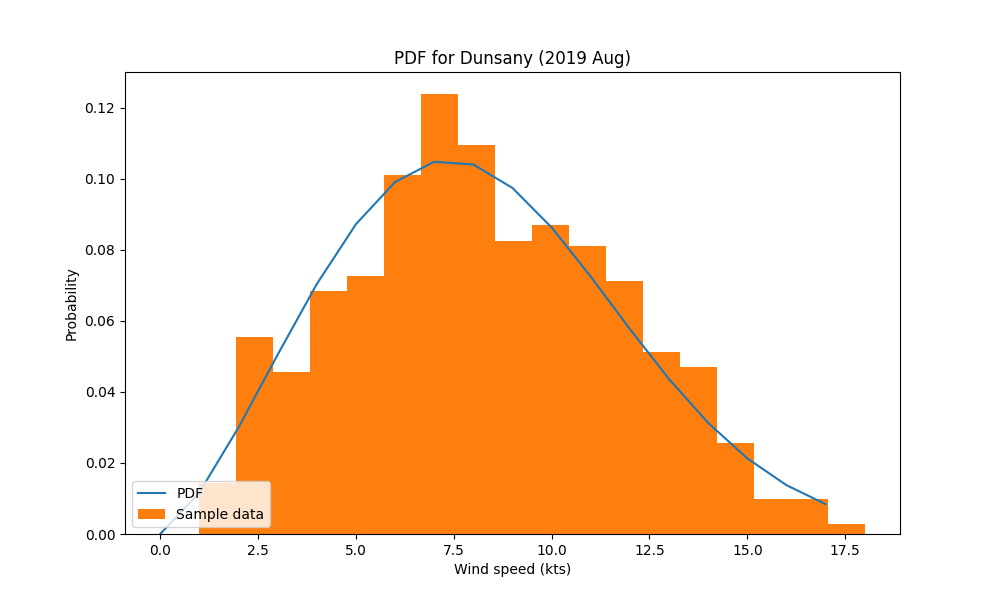 PDF for Dunsany (2019 Aug)
0.12
0.10
0.08
0.06
0.04
0.02
0.00
Probability
PDF
Sample data
0.0 2.5 5.0 7.5 10.0 12.5 15.0 17.5
Wind speed (kts)